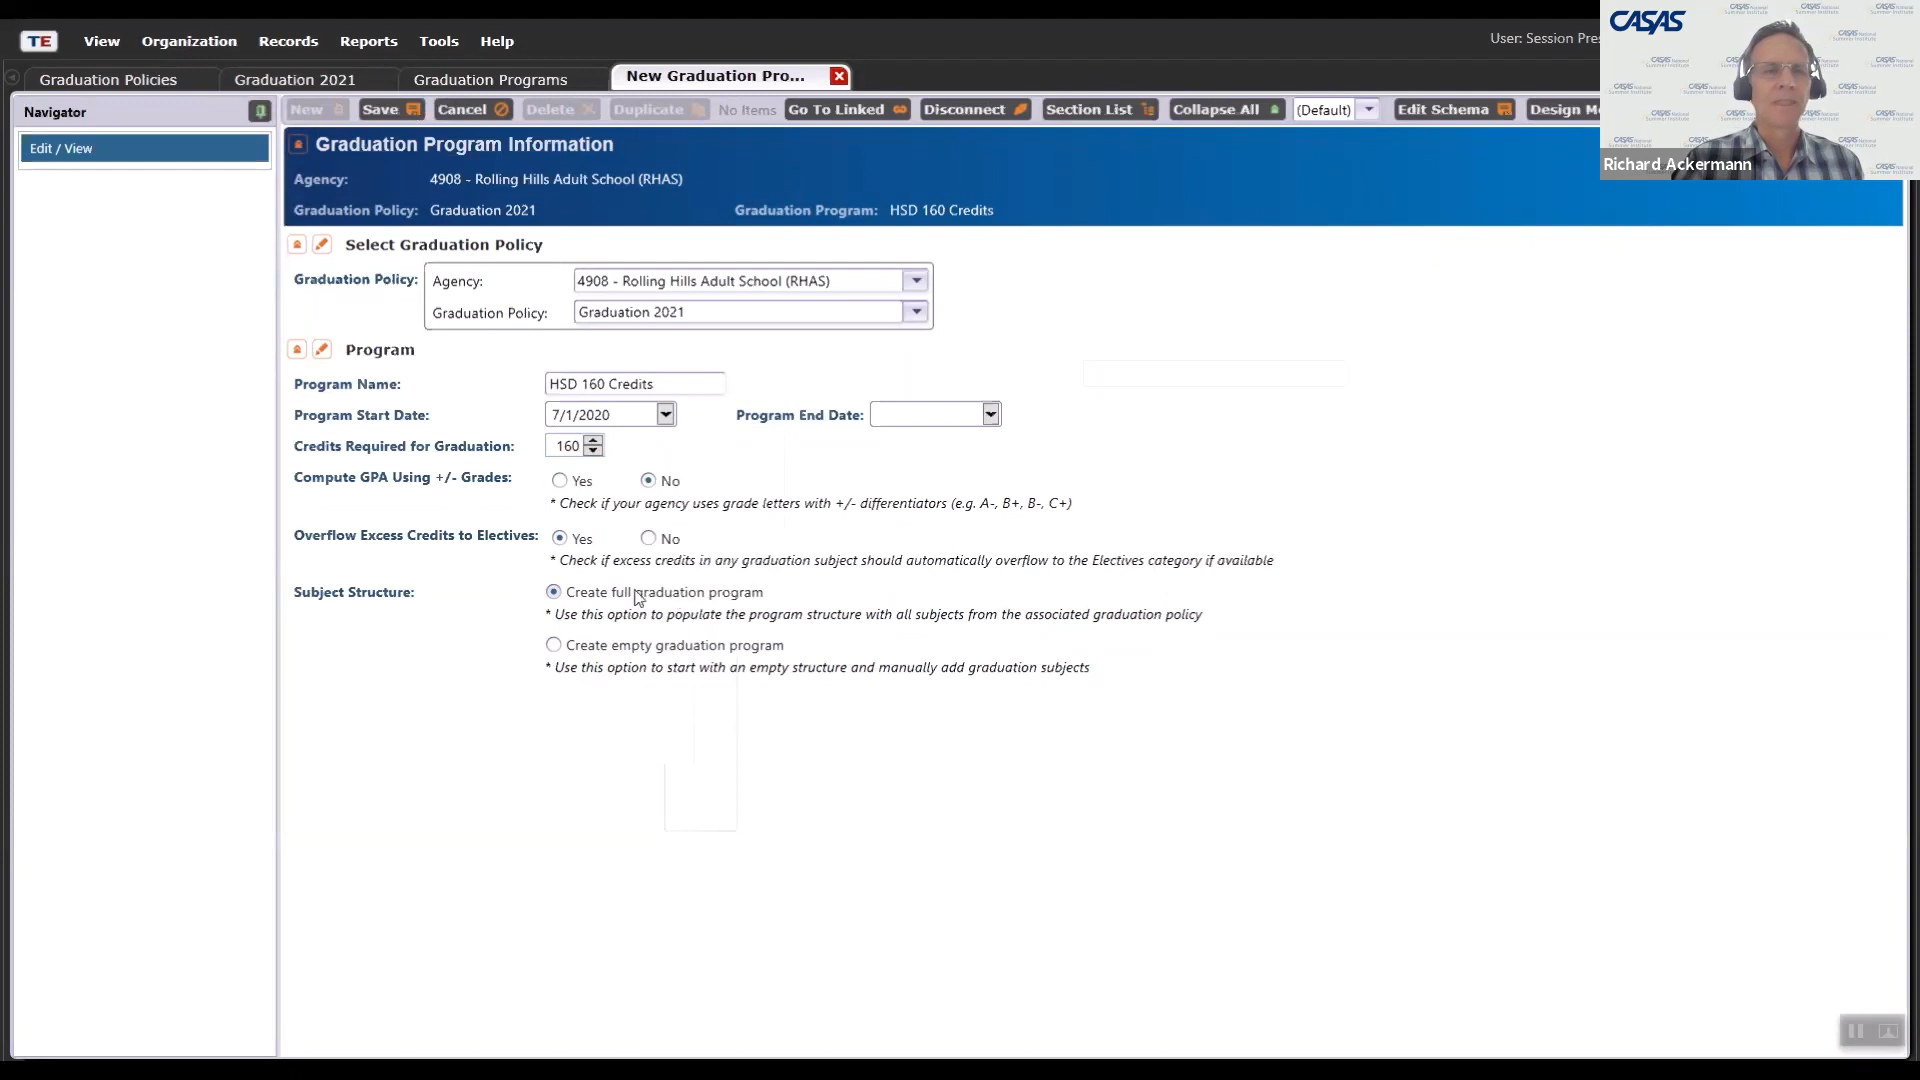 TE View Organization Records Reports Tools Help User: Session Pres
CASAS
Graduation Policies Graduation 2021 Graduation Programs New Graduation Pro...
Navigator
New Save Cancel Delete Duplicate No Items Go To Linked Disconnect Section List Collapse All (Default) Edit Schema Design Mo
Edit / View
Graduation Program Information
Richard Ackermann
Agency: 4908 - Rolling Hills Adult School (RHAS)
Graduation Policy: Graduation 2021 Graduation Program: HSD 160 Credits
Select Graduation Policy
Graduation Policy: Agency: 4908 - Rolling Hills Adult School (RHAS)
Graduation Policy: Graduation 2021
Program
Program Name: HSD 160 Credits
Program Start Date: 7/1/2020 Program End Date:
Credits Required for Graduation: 160
Compute GPA Using +/- Grades: Yes No
* Check if your agency uses grade letters with +/- differentiators (e.g. A-, B+, B-, C+)
Overflow Excess Credits to Electives: Yes No
* Check if excess credits in any graduation subject should automatically overflow to the Electives category if available
Subject Structure: Create full graduation program
* Use this option to populate the program structure with all subjects from the associated graduation policy
Create empty graduation program
* Use this option to start with an empty structure and manually add graduation subjects